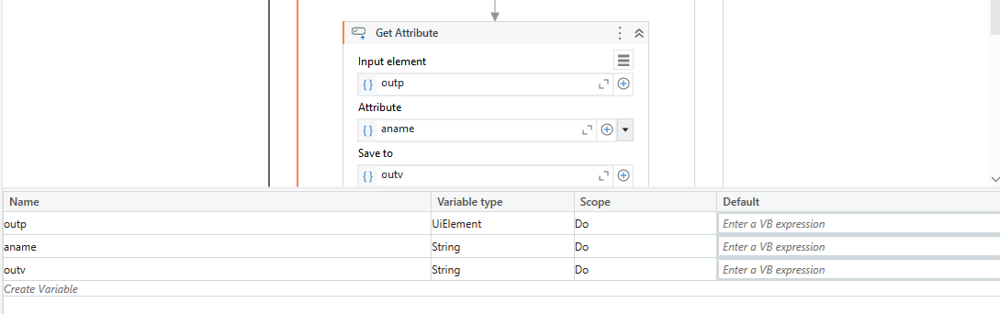 Get Attribute
Input element
{ } outp
Attribute
{ } aname
Save to
{ } outv
Name Variable type Scope Default
outp UiElement Do Enter a VB expression
aname String Do Enter a VB expression
outv String Do Enter a VB expression
Create Variable